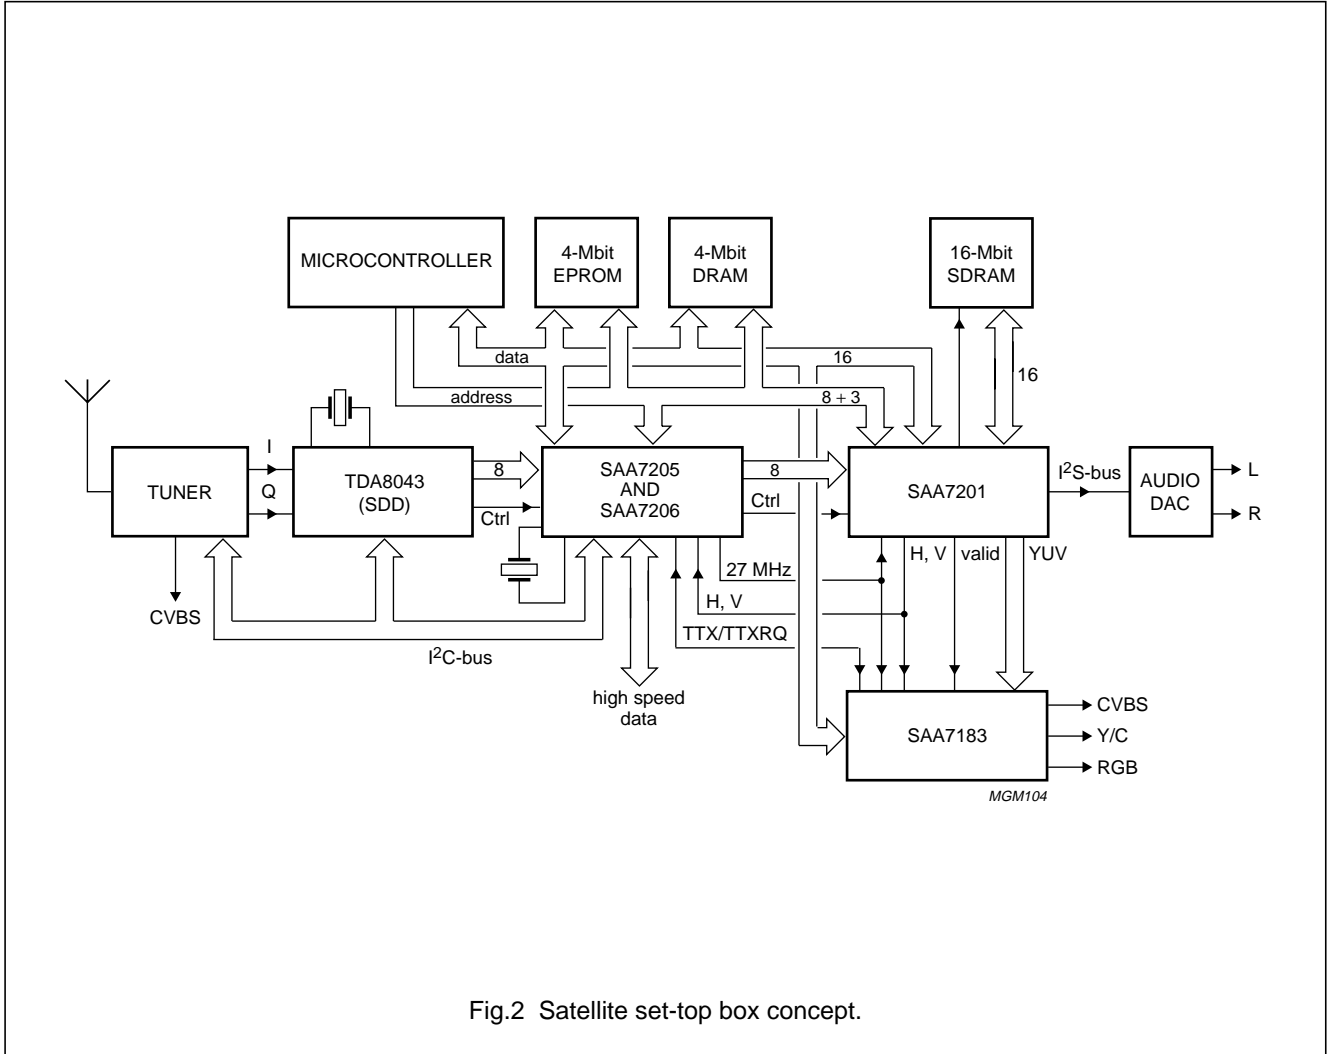 MICROCONTROLLER
4-Mbit
EPROM
4-Mbit
DRAM
16-Mbit
SDRAM
data
16
16
address
8 + 3
I
Q
TUNER
TDA8043
(SDD)
8
Ctrl
SAA7205
AND
SAA7206
8
Ctrl
SAA7201
I2S-bus
AUDIO
DAC
L
R
CVBS
I2C-bus
27 MHz
H, V
TTX/TTXRQ
H, V
valid
YUV
high speed
data
SAA7183
CVBS
Y/C
RGB
MGM104
Fig.2 Satellite set-top box concept.